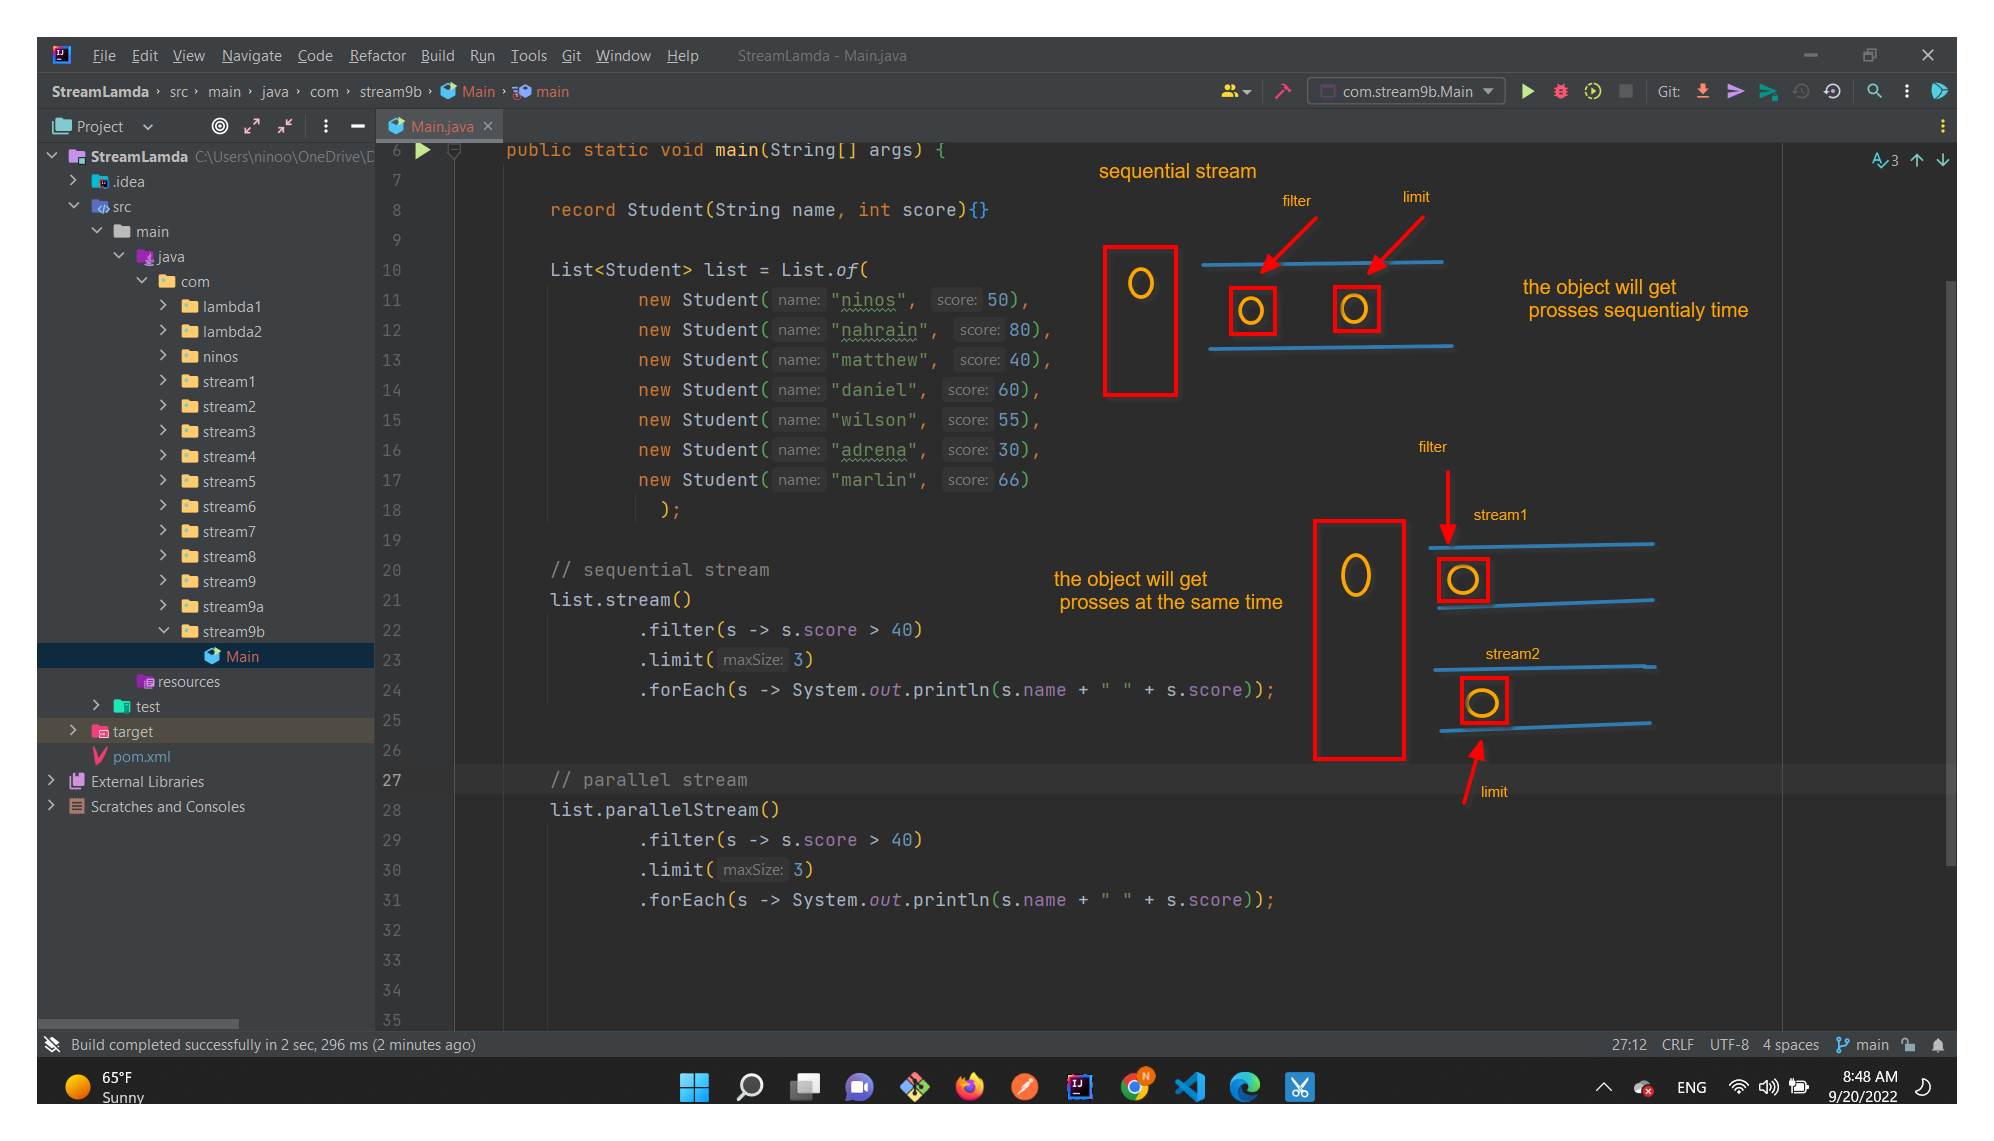 File Edit View Navigate Code Refactor Build Run Tools Git Window Help StreamLamda - Main.java
StreamLamda › src › main › java › com › stream9b › Main › main
com.stream9b.Main
Git:
Project
Main.java ×
StreamLamda C:\Users\ninoo\OneDrive\D
.idea
src
main
java
com
lambda1
lambda2
ninos
stream1
stream2
stream3
stream4
stream5
stream6
stream7
stream8
stream9
stream9a
stream9b
Main
resources
test
target
pom.xml
External Libraries
Scratches and Consoles
6 public static void main(String[] args) {
7
8 record Student(String name, int score){}
9
10 List<Student> list = List.of(
11 new Student( name: "ninos", score: 50),
12 new Student( name: "nahrain", score: 80),
13 new Student( name: "matthew", score: 40),
14 new Student( name: "daniel", score: 60),
15 new Student( name: "wilson", score: 55),
16 new Student( name: "adrena", score: 30),
17 new Student( name: "marlin", score: 66)
18 );
19
20 // sequential stream
21 list.stream()
22 .filter(s -> s.score > 40)
23 .limit( maxSize: 3)
24 .forEach(s -> System.out.println(s.name + " " + s.score));
25
26
27 // parallel stream
28 list.parallelStream()
29 .filter(s -> s.score > 40)
30 .limit( maxSize: 3)
31 .forEach(s -> System.out.println(s.name + " " + s.score));
32
33
34
35
3
sequential stream
filter
limit
the object will get
prosses sequentialy time
filter
stream1
the object will get
prosses at the same time
stream2
limit
Build completed successfully in 2 sec, 296 ms (2 minutes ago)
27:12 CRLF UTF-8 4 spaces main
65°F
Sunny
N
ENG
8:48 AM
9/20/2022